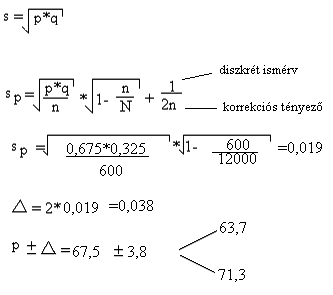 s = √p*q
diszkrét ismérv
s p = √p*q/n * √1- n/N + 1/2n
korrekciós tényező
s p = √0,675*0,325/600 * √1- 600/12000 =0,019
△ = 2* 0,019 =0,038
63,7
p ± △ = 67,5 ± 3,8
71,3